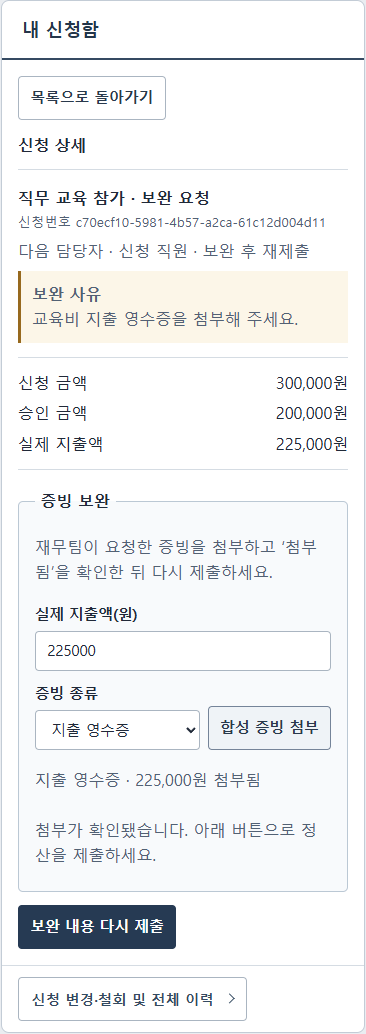 내 신청함
목록으로 돌아가기
신청 상세
직무 교육 참가 · 보완 요청
신청번호 c70ecf10-5981-4b57-a2ca-61c12d004d11
다음 담당자 · 신청 직원 · 보완 후 재제출
보완 사유
교육비 지출 영수증을 첨부해 주세요.
신청 금액 300,000원
승인 금액 200,000원
실제 지출액 225,000원
증빙 보완
재무팀이 요청한 증빙을 첨부하고 '첨부
됨'을 확인한 뒤 다시 제출하세요.
실제 지출액(원)
225000
증빙 종류
지출 영수증 합성 증빙 첨부
지출 영수증 · 225,000원 첨부됨
첨부가 확인됐습니다. 아래 버튼으로 정
산을 제출하세요.
보완 내용 다시 제출
신청 변경·철회 및 전체 이력